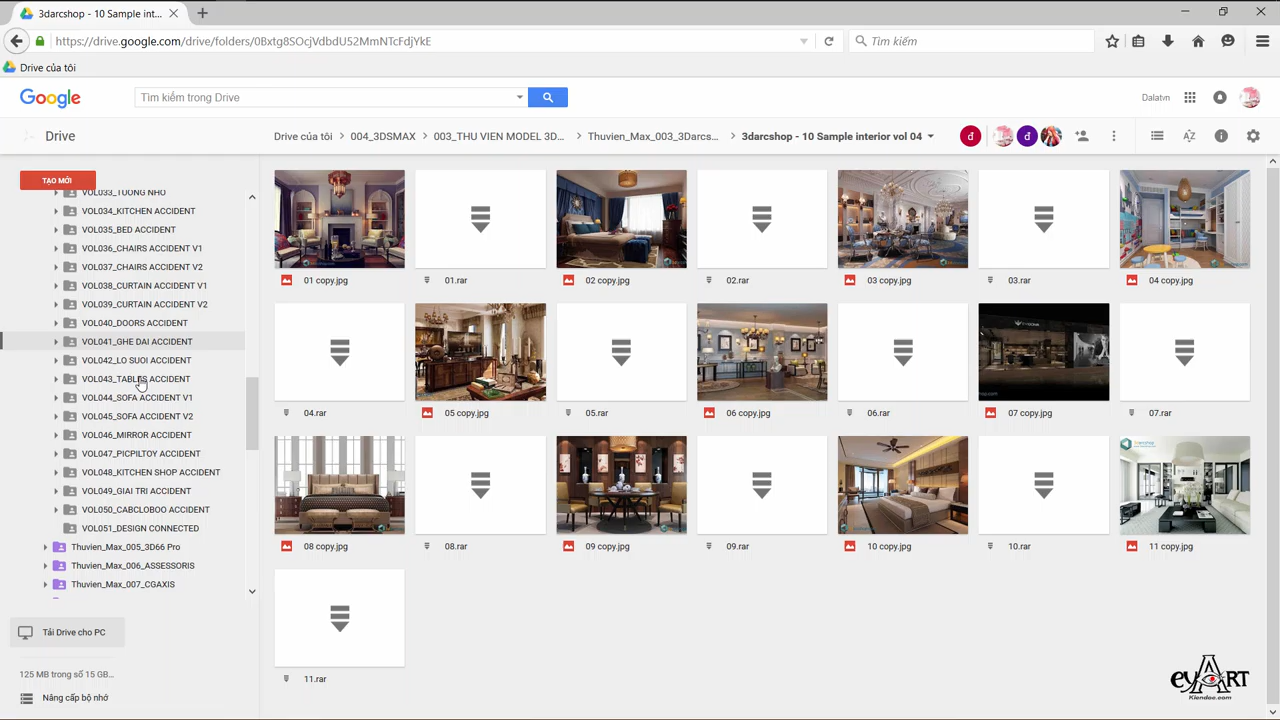 3darcshop - 10 Sample int...
https://drive.google.com/drive/folders/0Bxtg8SOcjVdbdU52MmNTcFdjYkE
Tìm kiếm
Drive của tôi
Google
Tìm kiếm trong Drive
Dalatvn
Drive
Drive của tôi
004_3DSMAX
003_THU VIEN MODEL 3D...
Thuvien_Max_003_3Darcs...
3darcshop - 10 Sample interior vol 04
đ
đ
TẠO MỚI
VOL033_TUONG NHO
VOL034_KITCHEN ACCIDENT
VOL035_BED ACCIDENT
VOL036_CHAIRS ACCIDENT V1
VOL037_CHAIRS ACCIDENT V2
VOL038_CURTAIN ACCIDENT V1
VOL039_CURTAIN ACCIDENT V2
VOL040_DOORS ACCIDENT
VOL041_GHE DAI ACCIDENT
VOL042_LO SUOI ACCIDENT
VOL043_TABLES ACCIDENT
VOL044_SOFA ACCIDENT V1
VOL045_SOFA ACCIDENT V2
VOL046_MIRROR ACCIDENT
VOL047_PICPILTOY ACCIDENT
VOL048_KITCHEN SHOP ACCIDENT
VOL049_GIAI TRI ACCIDENT
VOL050_CABCLOBOO ACCIDENT
VOL051_DESIGN CONNECTED
Thuvien_Max_005_3D66 Pro
Thuvien_Max_006_ASSESSORIS
Thuvien_Max_007_CGAXIS
Tải Drive cho PC
125 MB trong số 15 GB...
Nâng cấp bộ nhớ
01 copy.jpg
01.rar
02 copy.jpg
02.rar
03 copy.jpg
03.rar
04 copy.jpg
04.rar
05 copy.jpg
05.rar
06 copy.jpg
06.rar
07 copy.jpg
07.rar
08 copy.jpg
08.rar
09 copy.jpg
09.rar
10 copy.jpg
10.rar
11 copy.jpg
11.rar
eyART
Kiendec.com